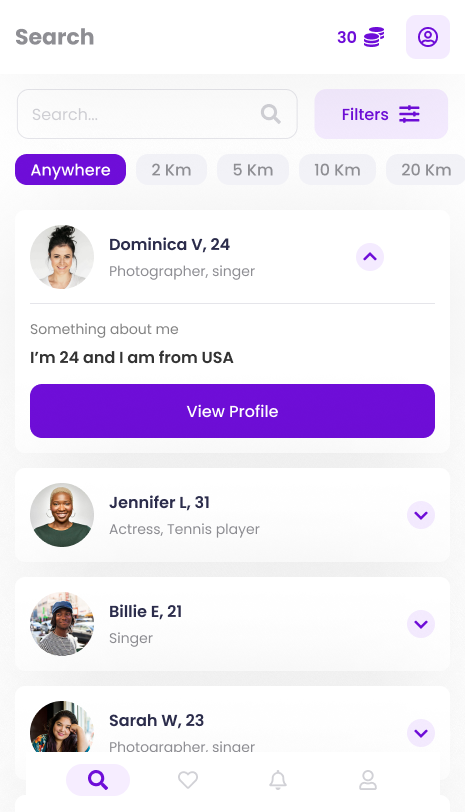 Search
30
Search...
Filters
Anywhere
2 Km
5 Km
10 Km
20 Km
Dominica V, 24
Photographer, singer
Something about me
I'm 24 and I am from USA
View Profile
Jennifer L, 31
Actress, Tennis player
Billie E, 21
Singer
Sarah W, 23
Photographer, singer